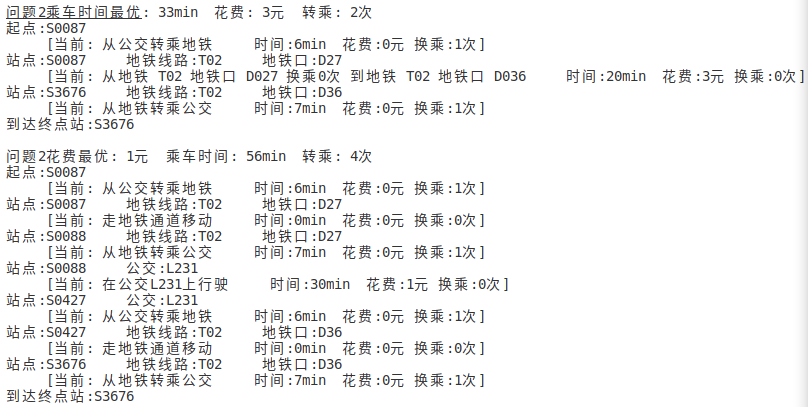 问题2乘车时间最优: 33min 花费: 3元 转乘: 2次
起点:S0087
[当前: 从公交转乘地铁 时间:6min 花费:0元 换乘:1次]
站点:S0087 地铁线路:T02 地铁口:D27
[当前: 从地铁 T02 地铁口 D027 换乘0次 到地铁 T02 地铁口 D036 时间:20min 花费:3元 换乘:0次]
站点:S3676 地铁线路:T02 地铁口:D36
[当前: 从地铁转乘公交 时间:7min 花费:0元 换乘:1次]
到达终点站:S3676

问题2花费最优: 1元 乘车时间: 56min 转乘: 4次
起点:S0087
[当前: 从公交转乘地铁 时间:6min 花费:0元 换乘:1次]
站点:S0087 地铁线路:T02 地铁口:D27
[当前: 走地铁通道移动 时间:0min 花费:0元 换乘:0次]
站点:S0088 地铁线路:T02 地铁口:D27
[当前: 从地铁转乘公交 时间:7min 花费:0元 换乘:1次]
站点:S0088 公交:L231
[当前: 在公交L231上行驶 时间:30min 花费:1元 换乘:0次]
站点:S0427 公交:L231
[当前: 从公交转乘地铁 时间:6min 花费:0元 换乘:1次]
站点:S0427 地铁线路:T02 地铁口:D36
[当前: 走地铁通道移动 时间:0min 花费:0元 换乘:0次]
站点:S3676 地铁线路:T02 地铁口:D36
[当前: 从地铁转乘公交 时间:7min 花费:0元 换乘:1次]
到达终点站:S3676